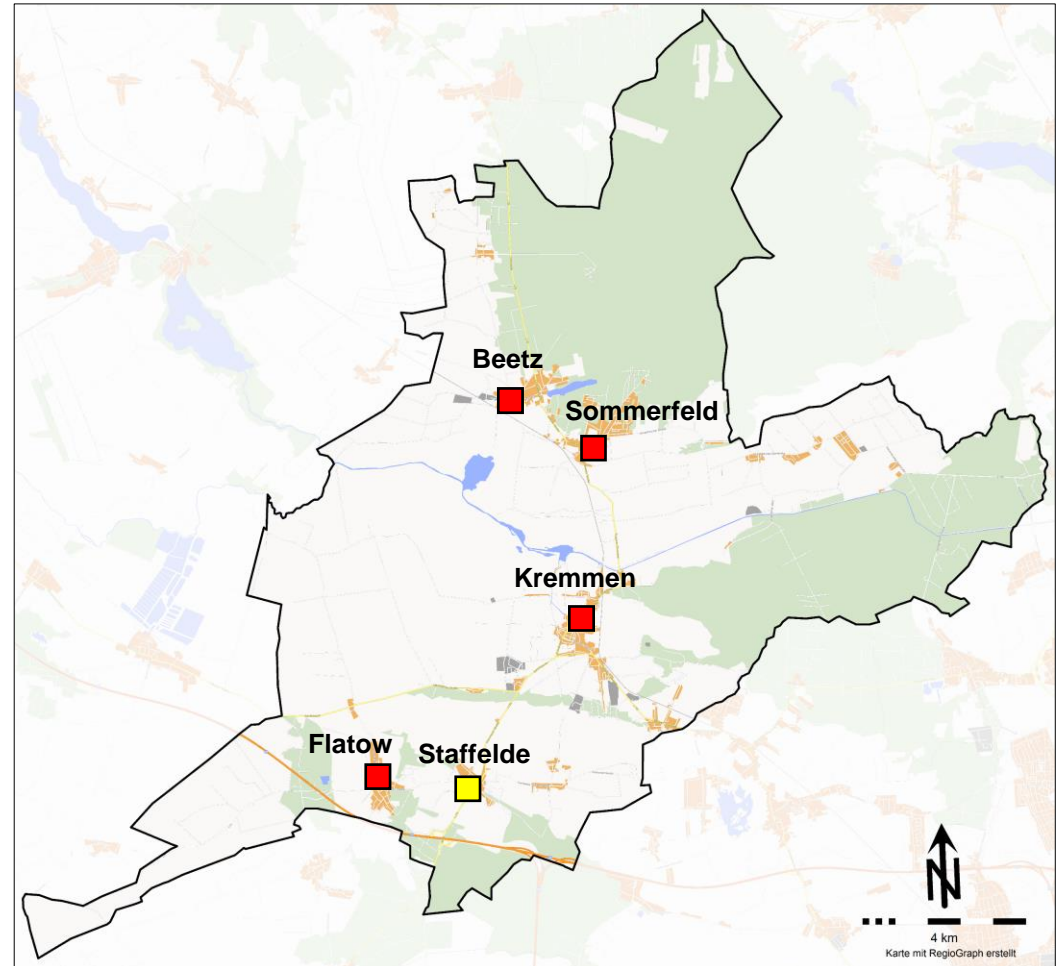 Beetz
Sommerfeld
Kremmen
Flatow
Staffelde
N
4 km
Karte mit RegioGraph erstellt